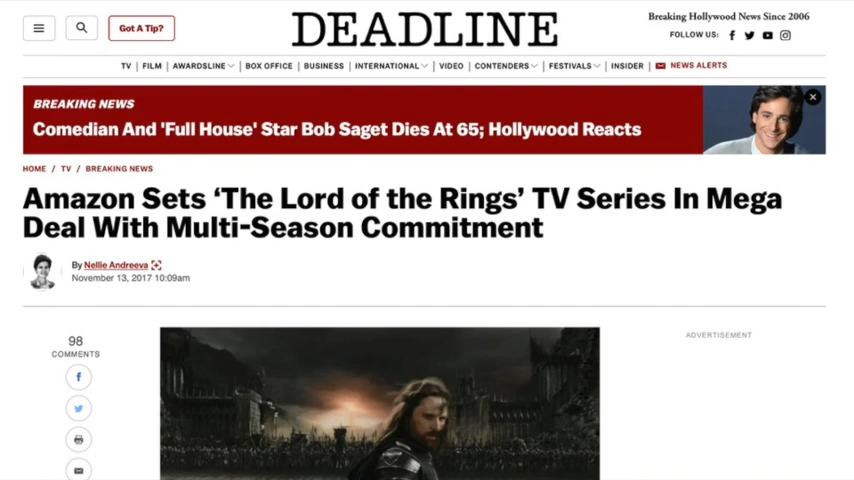 Got A Tip?
DEADLINE
Breaking Hollywood News Since 2006
FOLLOW US:
TV | FILM | AWARDSLINE | BOX OFFICE | BUSINESS | INTERNATIONAL | VIDEO | CONTENDERS | FESTIVALS | INSIDER | NEWS ALERTS
BREAKING NEWS
Comedian And 'Full House' Star Bob Saget Dies At 65; Hollywood Reacts
HOME / TV / BREAKING NEWS
Amazon Sets ‘The Lord of the Rings’ TV Series In Mega
Deal With Multi-Season Commitment
By Nellie Andreeva
November 13, 2017 10:09am
98
COMMENTS
ADVERTISEMENT